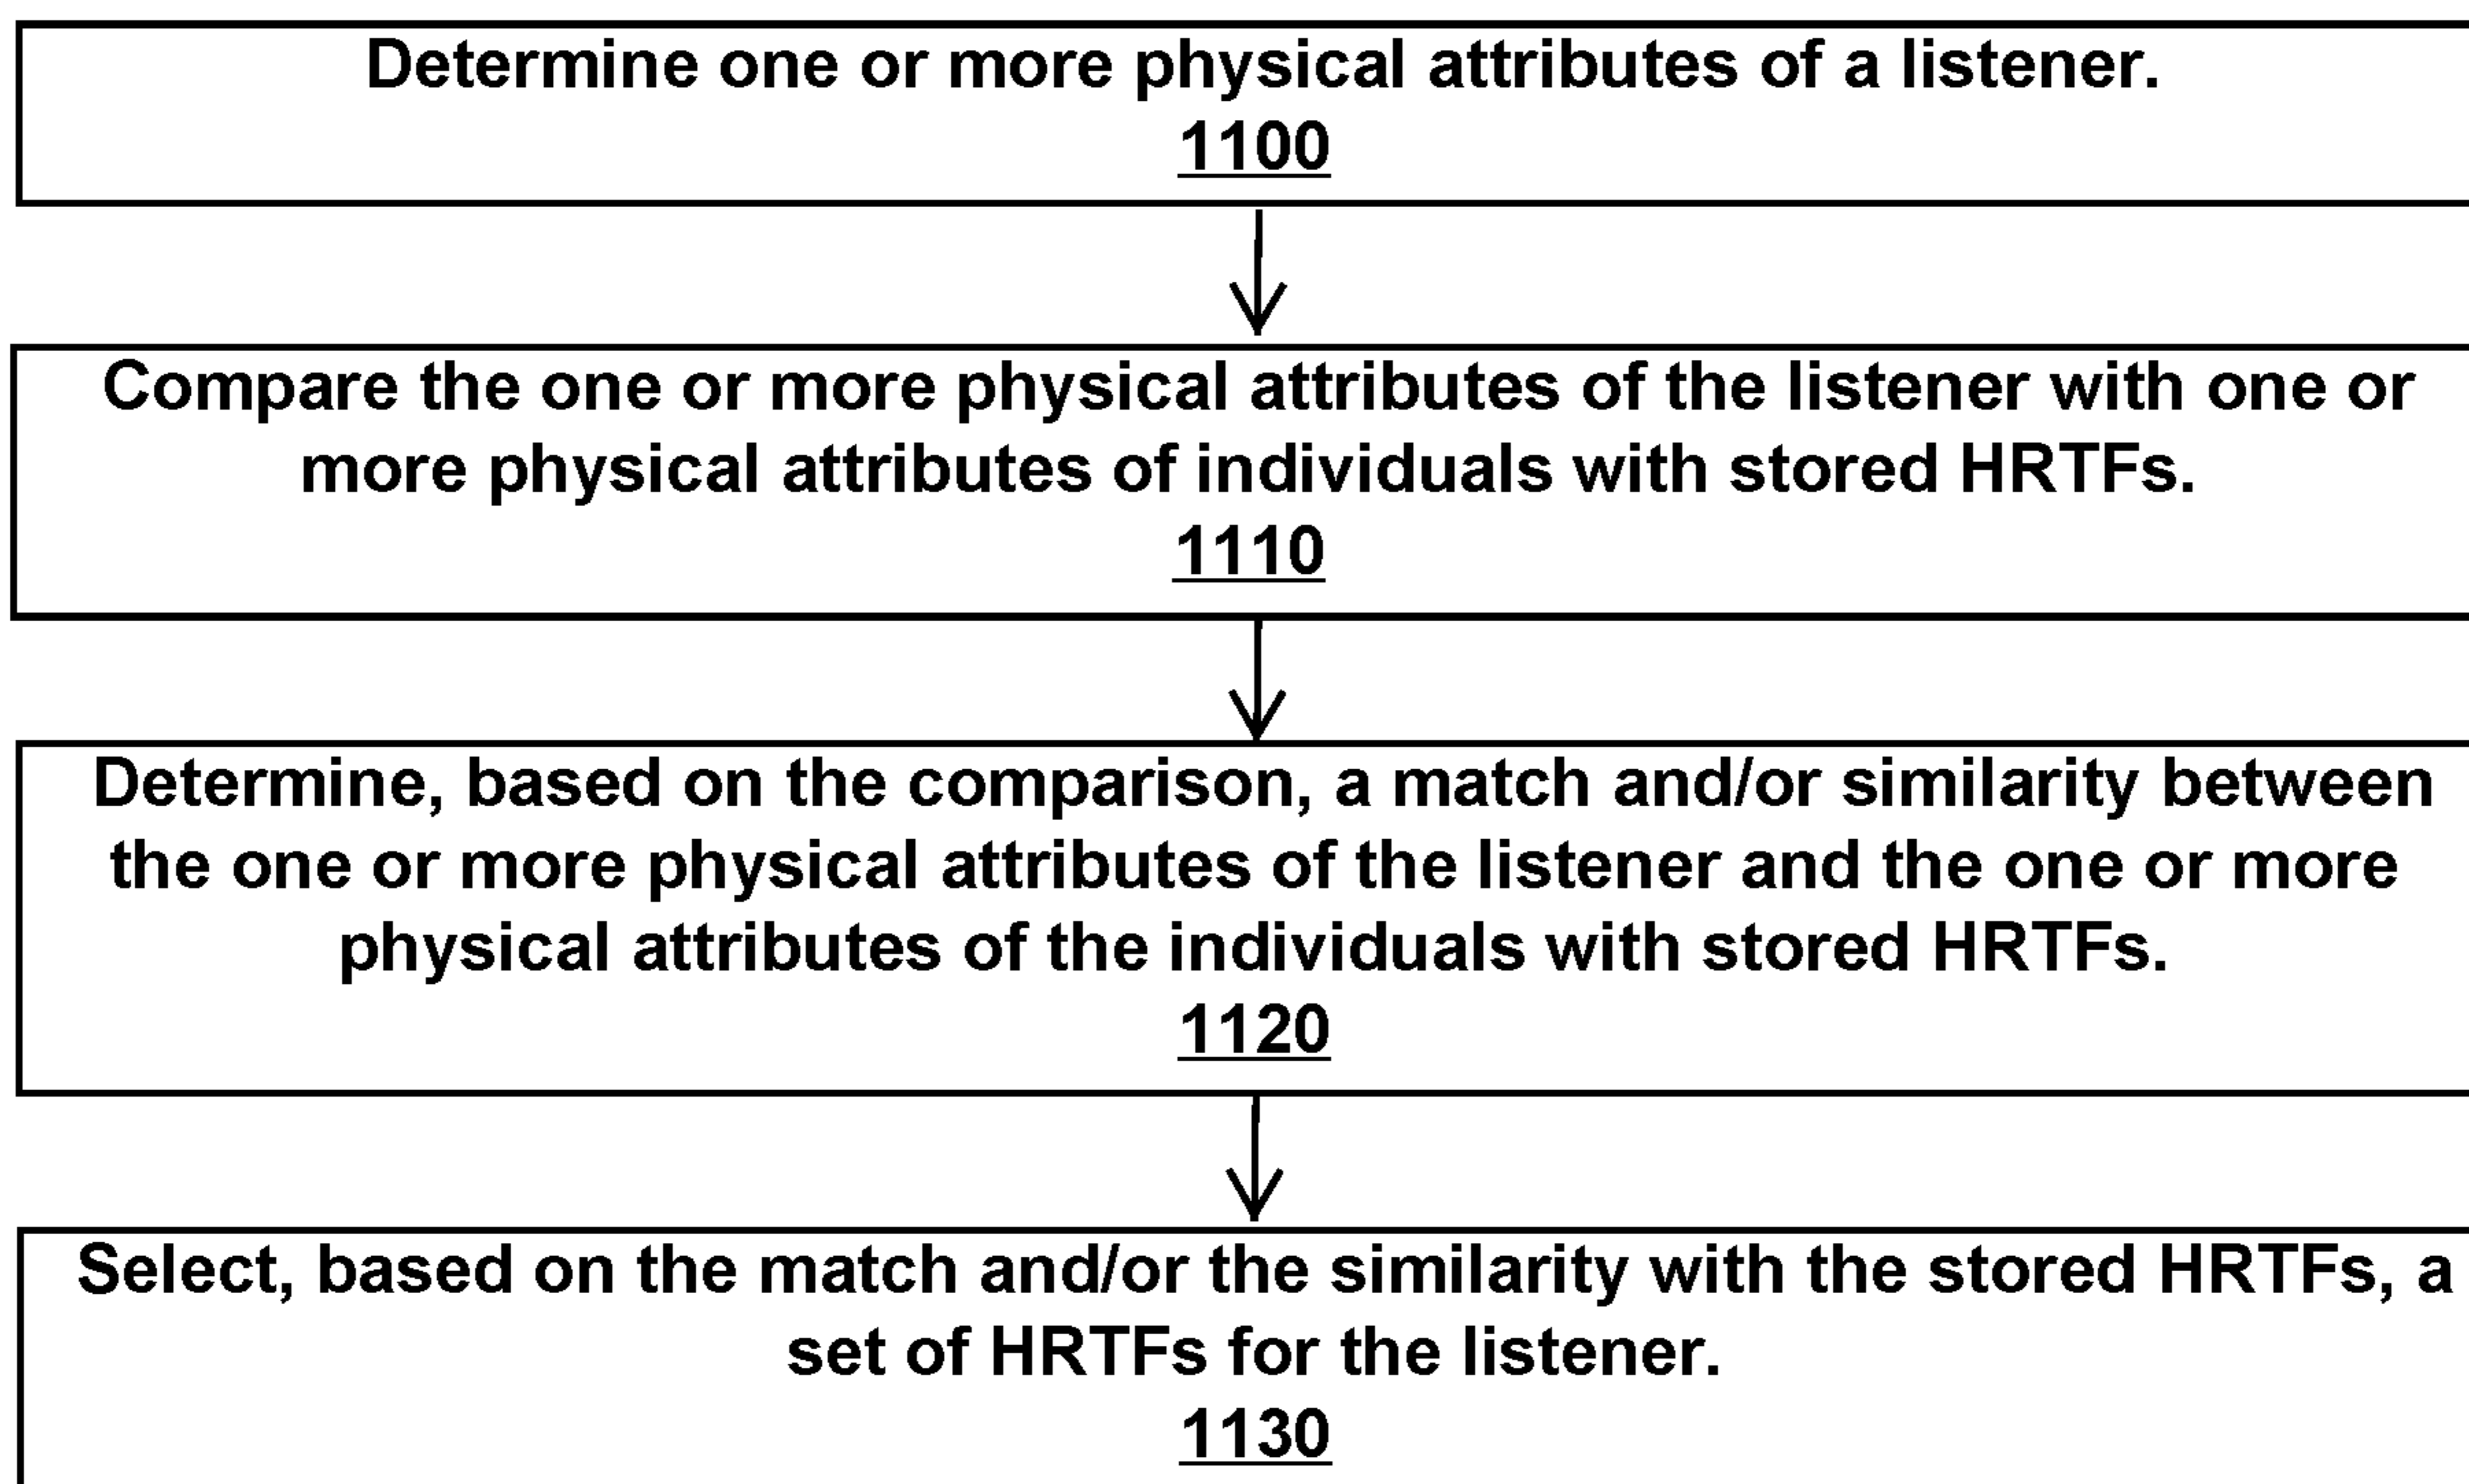 Determine one or more physical attributes of a listener.
1100
Compare the one or more physical attributes of the listener with one or
more physical attributes of individuals with stored HRTFs.
1110
Determine, based on the comparison, a match and/or similarity between
the one or more physical attributes of the listener and the one or more
physical attributes of the individuals with stored HRTFs.
1120
Select, based on the match and/or the similarity with the stored HRTFs, a
set of HRTFs for the listener.
1130